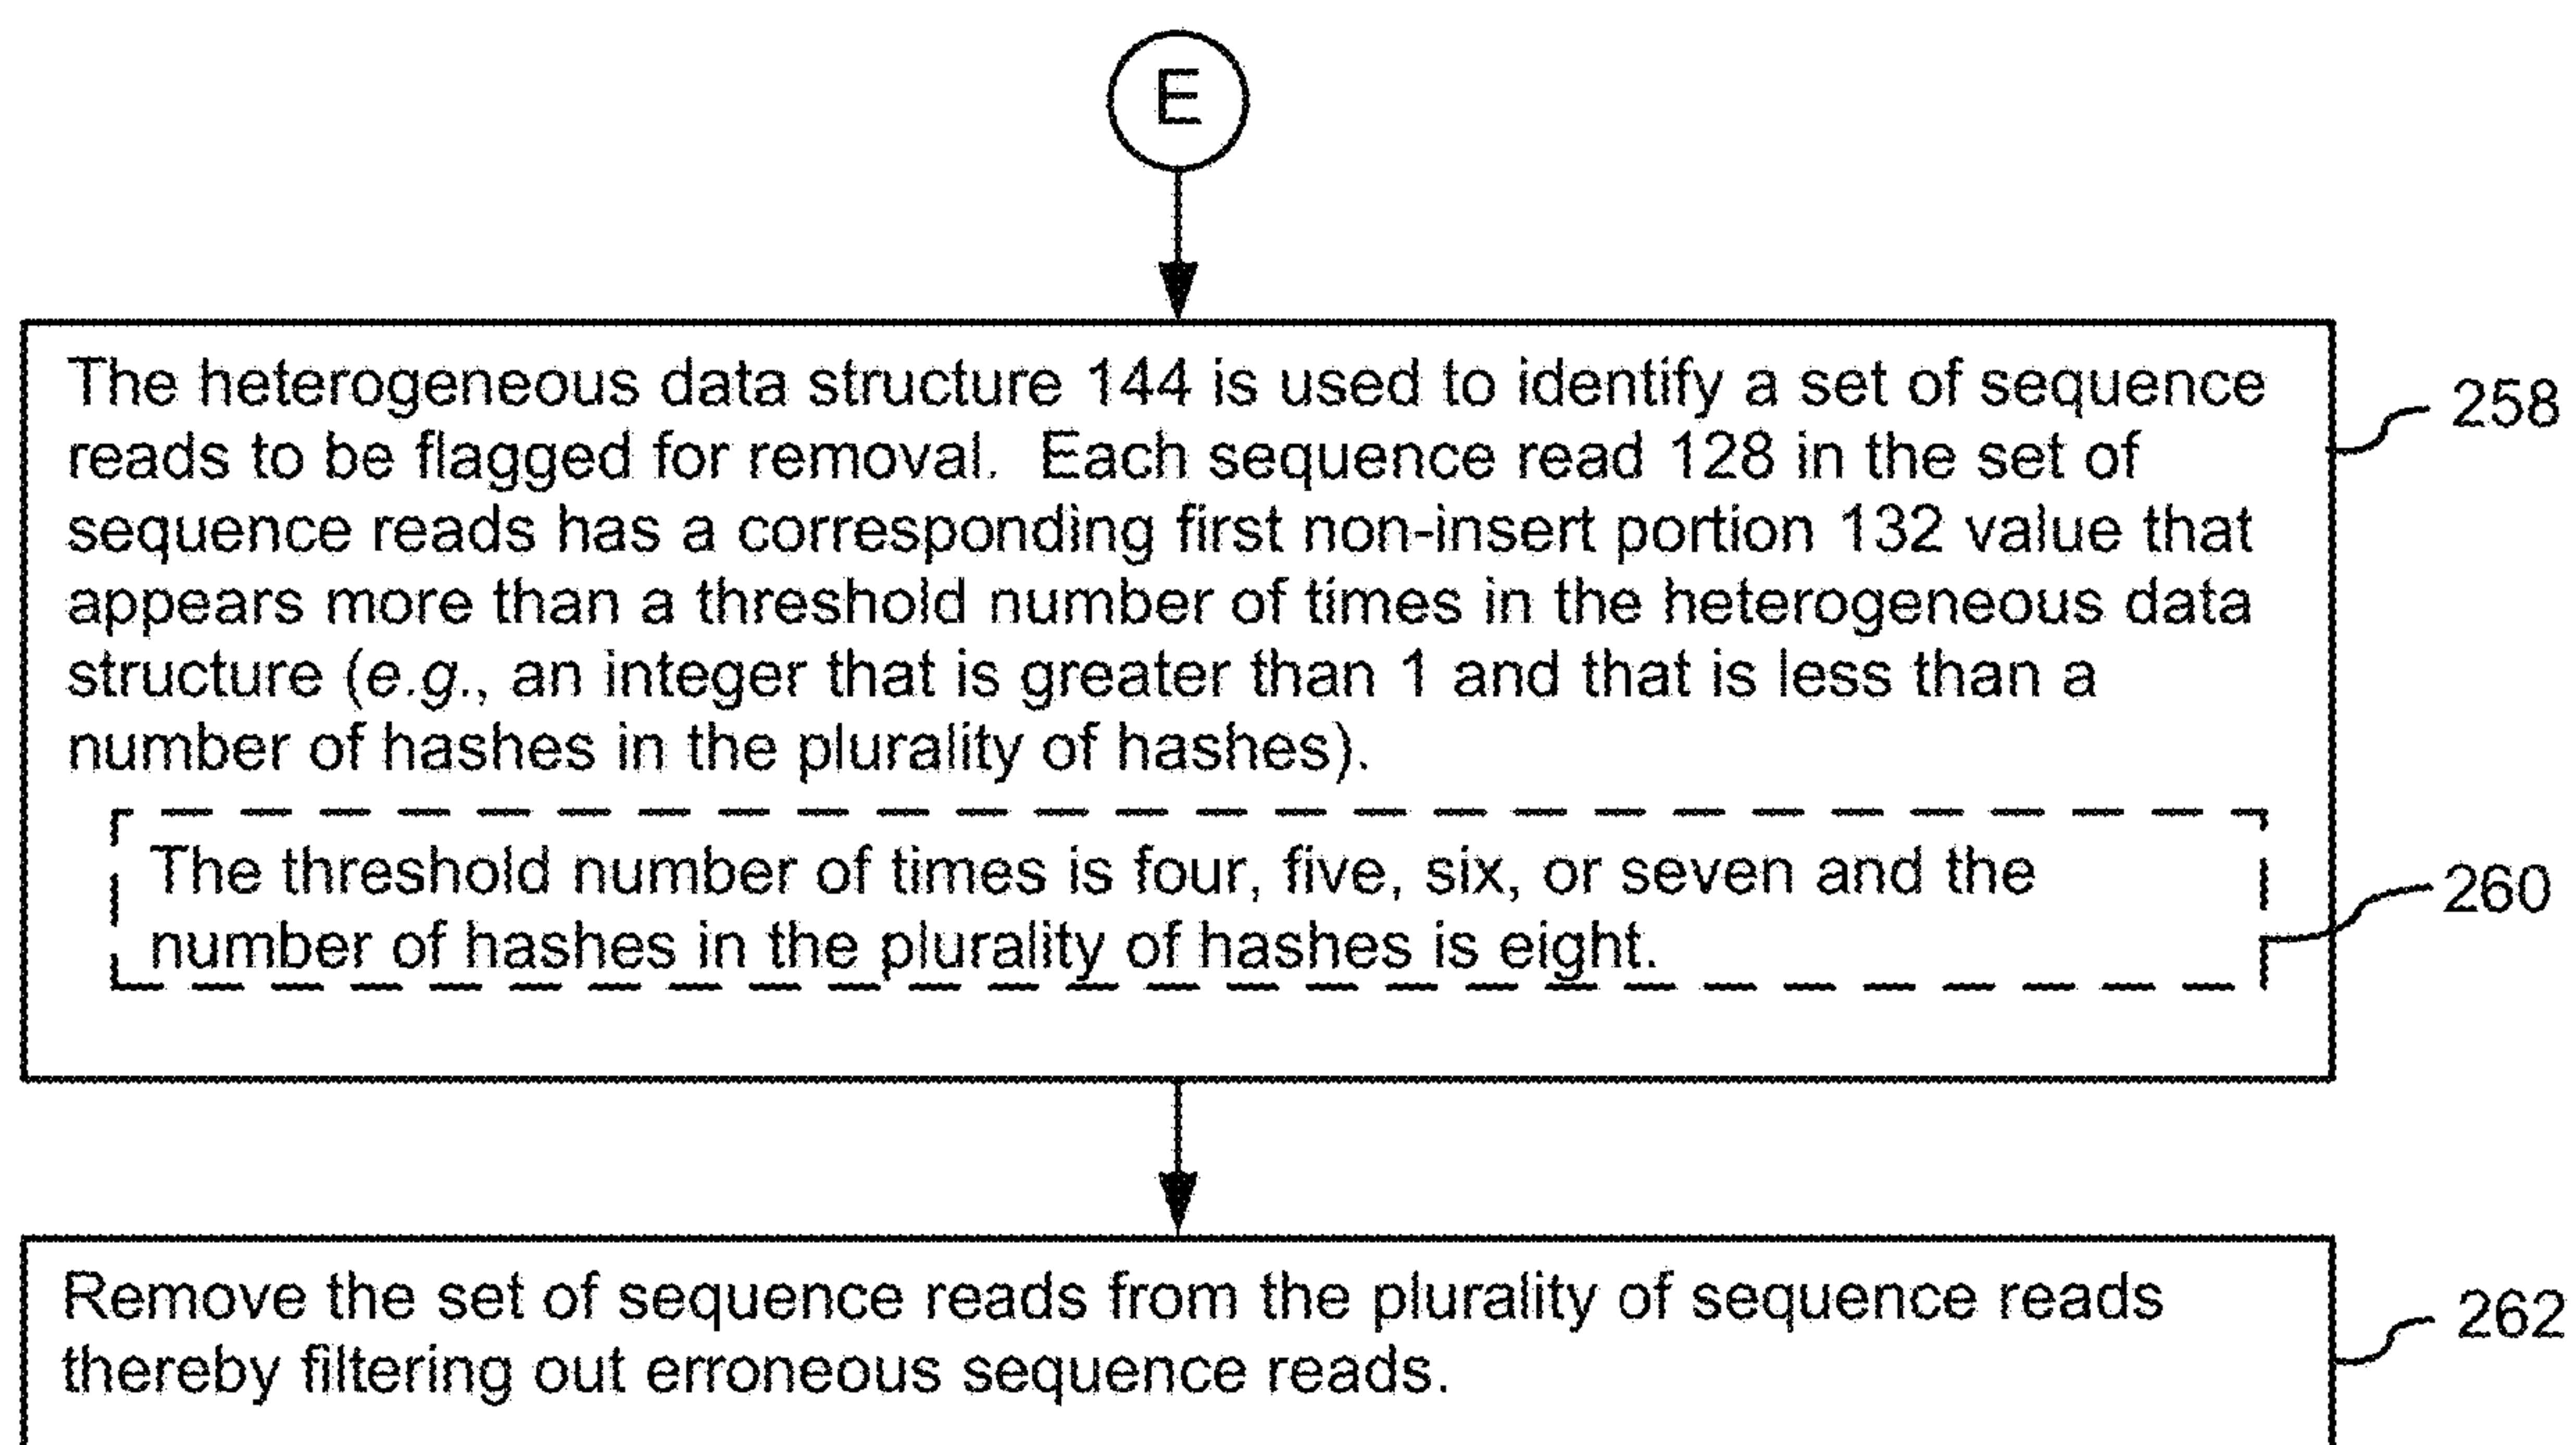 E
The heterogeneous data structure 144 is used to identify a set of sequence
reads to be flagged for removal.  Each sequence read 128 in the set of
sequence reads has a corresponding first non-insert portion 132 value that
appears more than a threshold number of times in the heterogeneous data
structure (e.g., an integer that is greater than 1 and that is less than a
number of hashes in the plurality of hashes).
258
The threshold number of times is four, five, six, or seven and the
number of hashes in the plurality of hashes is eight.
260
Remove the set of sequence reads from the plurality of sequence reads
thereby filtering out erroneous sequence reads.
262